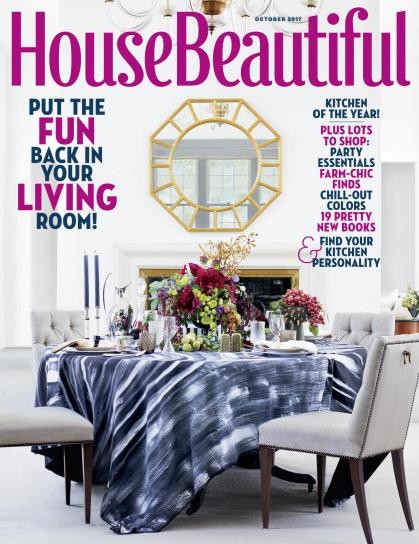 OCTOBER 2017
HouseBeautiful
PUT THE
FUN
BACK IN
YOUR
LIVING
ROOM!
KITCHEN
OF THE YEAR!
PLUS LOTS
TO SHOP:
PARTY
ESSENTIALS
FARM-CHIC
FINDS
CHILL-OUT
COLORS
19 PRETTY
NEW BOOKS
& FIND YOUR
KITCHEN
PERSONALITY